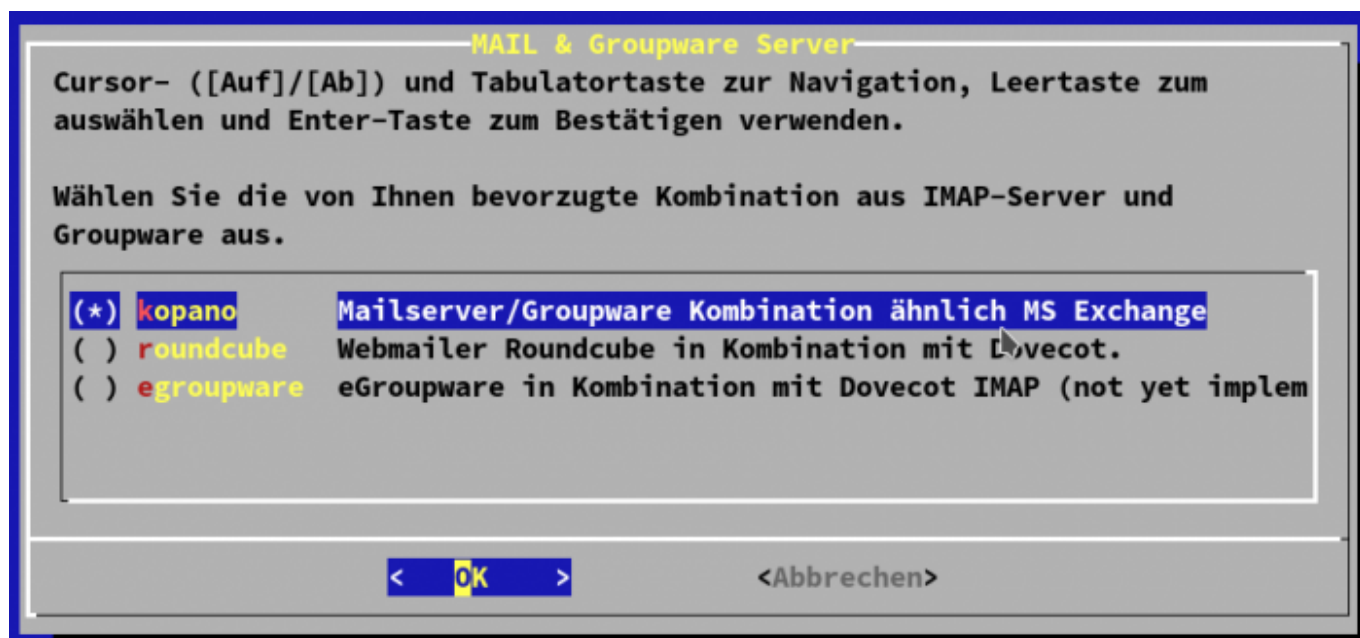 MAIL & Groupware Server
Cursor- ([Auf]/[Ab]) und Tabulatortaste zur Navigation, Leertaste zum
auswählen und Enter-Taste zum Bestätigen verwenden.
Wählen Sie die von Ihnen bevorzugte Kombination aus IMAP-Server und
Groupware aus.
(*) kopano Mailserver/Groupware Kombination ähnlich MS Exchange
( ) roundcube Webmailer Roundcube in Kombination mit Dovecot.
( ) egroupware eGroupware in Kombination mit Dovecot IMAP (not yet implem
< OK > <Abbrechen>